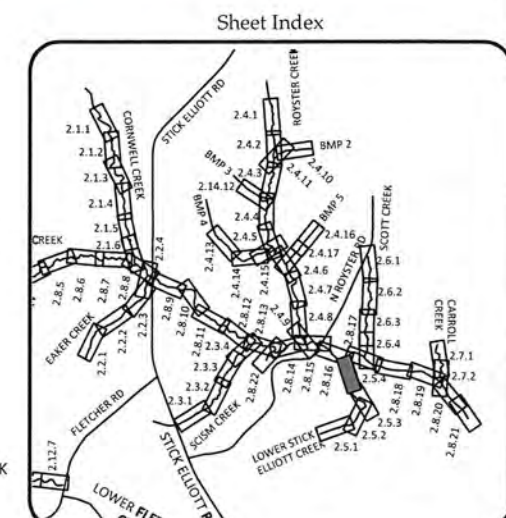 Sheet Index
STICK ELLIOTT RD
ROYSTER CREEK
CORNWELL CREEK
2.1.1
2.1.2
2.1.3
2.1.4
2.1.5
2.1.6
2.4.1
2.4.2
BMP 2
2.4.10
2.4.11
BMP 3
2.4.3
2.14.12
BMP 4
2.4.4
2.4.5
BMP 5
2.4.13
2.4.14
2.4.15
2.4.16
2.4.17
2.4.6
2.4.7
2.4.8
2.4.9
N ROYSTER RD
SCOTT CREEK
2.6.1
2.6.2
2.6.3
2.6.4
CARROLL
CREEK
2.7.1
2.7.2
CREEK
2.8.5
2.8.6
2.8.7
2.8.8
2.2.4
2.2.3
2.2.2
2.2.1
EAKER CREEK
2.8.9
2.8.10
2.8.11
2.8.12
2.8.13
2.3.4
2.3.3
2.3.2
2.3.1
SCISM CREEK
2.8.22
2.8.14
2.8.15
2.8.16
2.8.17
2.5.4
2.8.18
2.8.19
2.8.20
2.8.21
2.5.3
2.5.2
2.5.1
LOWER STICK
ELLIOTT CREEK
FLETCHER RD
2.12.7
STICK ELLIOTT R
LOWER FLE
K